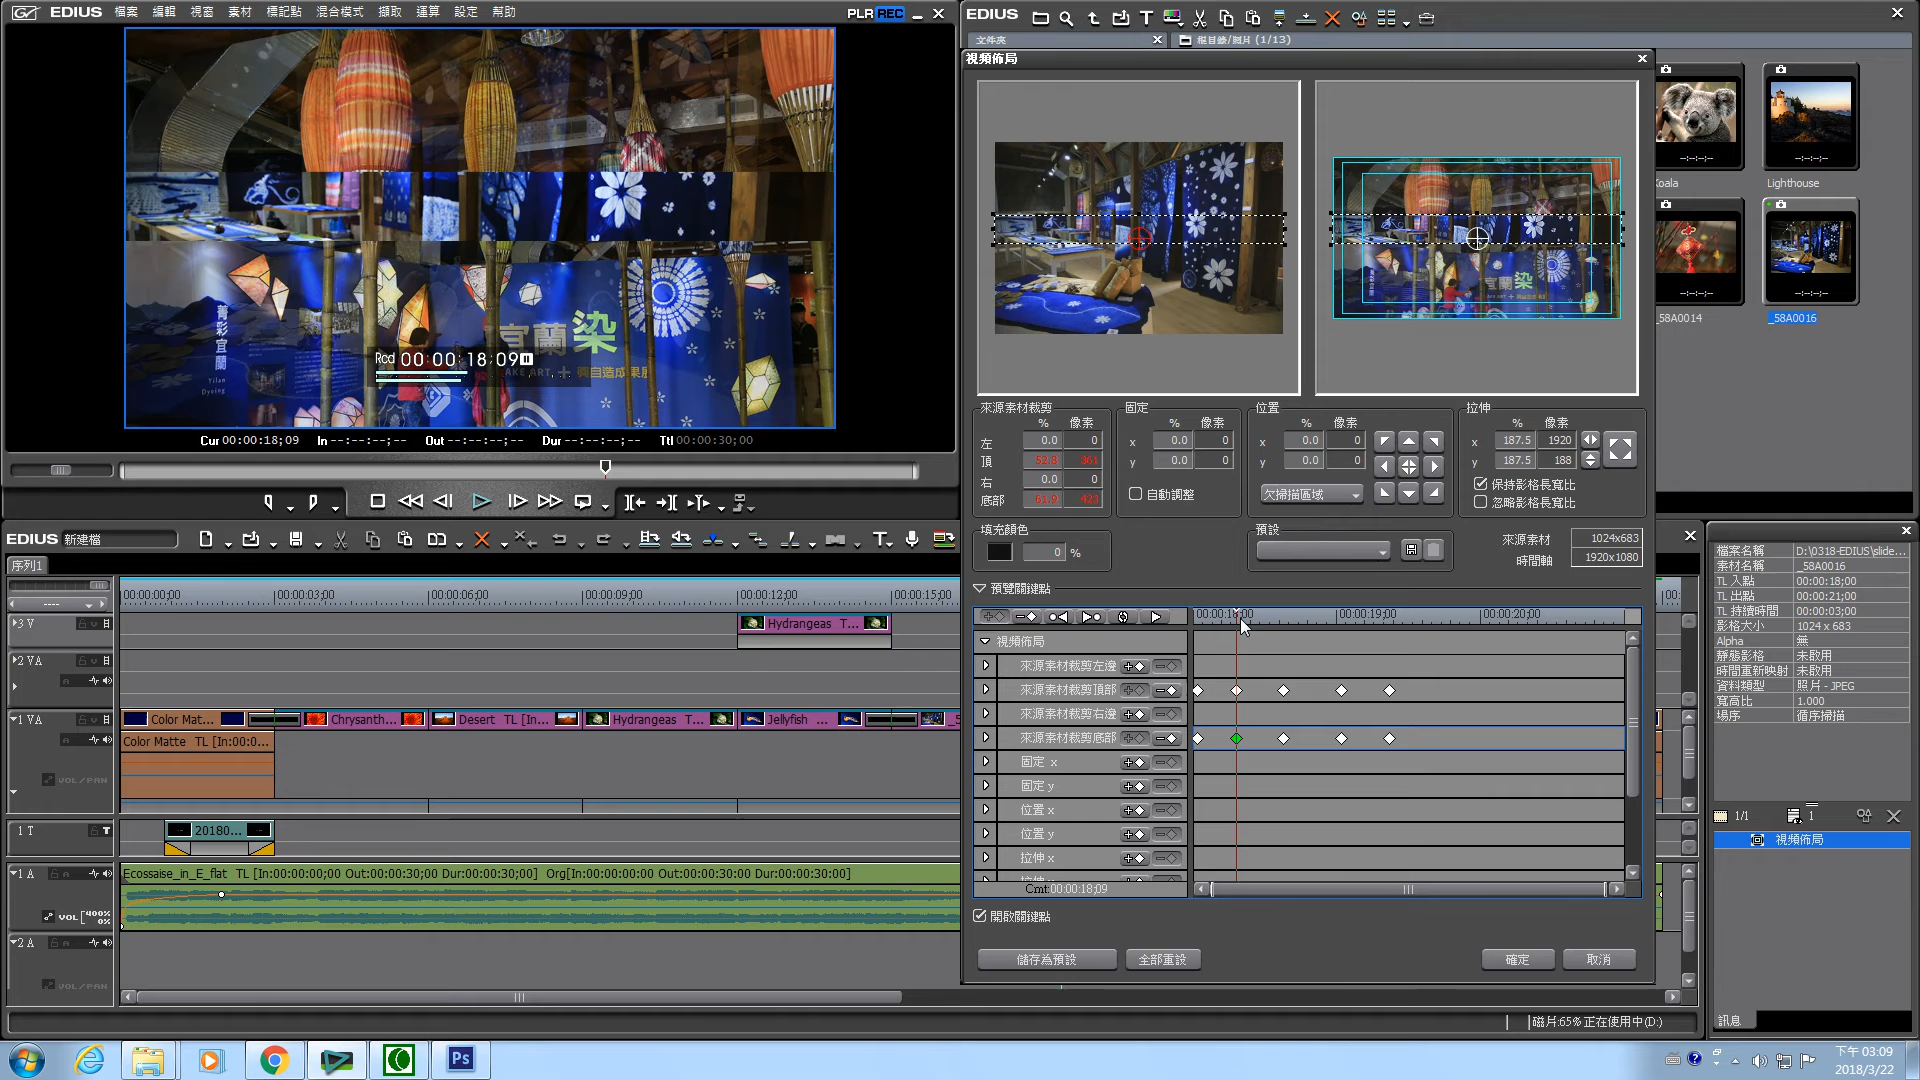 EDIUS 檔案 編輯 視窗 素材 標記點 混合模式 擷取 運算 設定 幫助
PLR REC
菁彩宜蘭
Yilan
Dyeing
宜蘭染
Rcd 00:00:18:09
Cur 00:00:18;09 In --:--:--;-- Out --:--:--;-- Dur --:--:--;-- Ttl 00:00:30;00
EDIUS
文件夾
根目錄/照片 (1/13)
視頻佈局
--:--:--;--
--:--:--;--
Koala
Lighthouse
--:--:--;--
--:--:--;--
_58A0014
_58A0016
來源素材裁剪
% 像素
左 0.0 0
頂 52.8 361
右 0.0 0
底部 61.9 423
固定
% 像素
x 0.0 0
y 0.0 0
自動調整
位置
% 像素
x 0.0 0
y 0.0 0
欠掃描區域
拉伸
% 像素
x 187.5 1920
y 187.5 188
保持影格長寬比
忽略影格長寬比
填充顏色
0 %
預設
來源素材 1024x683
時間軸 1920x1080
預覽關鍵點
00:00:18;00 00:00:19;00 00:00:20;00
視頻佈局
來源素材裁剪左邊
來源素材裁剪頂部
來源素材裁剪右邊
來源素材裁剪底部
固定 x
固定 y
位置 x
位置 y
拉伸 x
Cmt:00:00:18;09
開啟關鍵點
儲存為預設 全部重設 確定 取消
EDIUS 新建檔
序列1
----
00:00:00;00 00:00:03;00 00:00:06;00 00:00:09;00 00:00:12;00 00:00:15;00
3 V
Hydrangeas T...
2 VA
1 VA
Color Mat... Chrysanth... Desert TL [In:... Hydrangeas T... Jellyfish ... _5
Color Matte TL [In:00:0...
VOL/PAN
1 T
20180...
1 A
Ecossaise_in_E_flat TL [In:00:00:00;00 Out:00:00:30;00 Dur:00:00:30;00] Org[In:00:00:00;00 Out:00:00:30;00 Dur:00:00:30;00]
VOL [400%
0%
2 A
VOL/PAN
磁片:65% 正在使用中(D:)
檔案名稱 D:\0318-EDIUS\slide...
素材名稱 _58A0016
TL 入點 00:00:18;00
TL 出點 00:00:21;00
TL 持續時間 00:00:03;00
影格大小 1024 x 683
Alpha 無
靜態影格 未啟用
時間重新映射 未啟用
資料類型 照片 - JPEG
寬高比 1.000
場序 循序掃描
1/1 1
視頻佈局
訊息
Ps
下午 03:09
2018/3/22